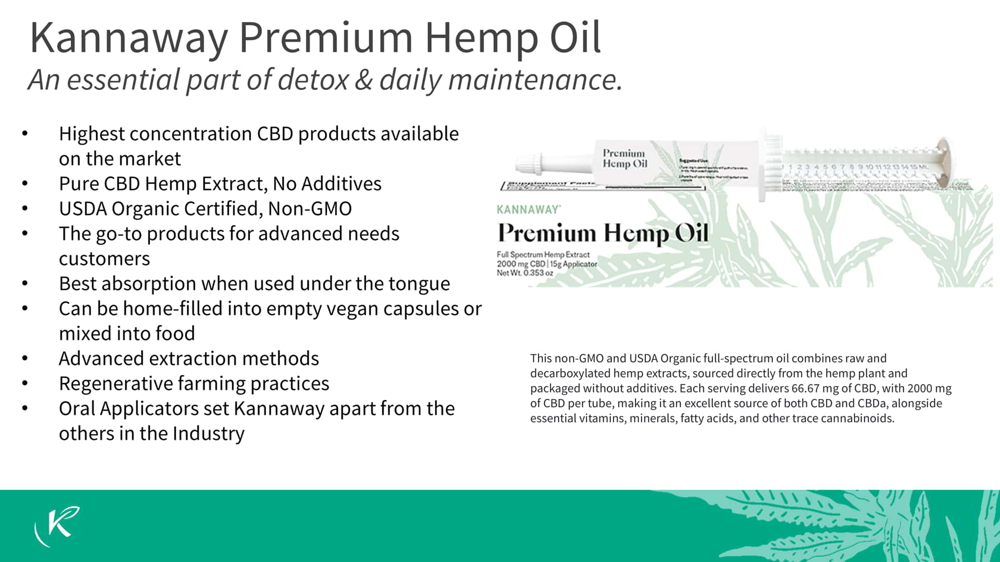 Kannaway Premium Hemp Oil
An essential part of detox & daily maintenance.
• Highest concentration CBD products available
on the market
• Pure CBD Hemp Extract, No Additives
• USDA Organic Certified, Non-GMO
• The go-to products for advanced needs
customers
• Best absorption when used under the tongue
• Can be home-filled into empty vegan capsules or
mixed into food
• Advanced extraction methods
• Regenerative farming practices
• Oral Applicators set Kannaway apart from the
others in the Industry
Premium
Hemp Oil
Suggested Use
1 2 3 4 5 6 7 8 9 10 11 12 13 14 15 ML
Supplement Facts
KANNAWAY
Premium Hemp Oil
Full Spectrum Hemp Extract
2000 mg CBD | 15g Applicator
Net Wt. 0.353 oz
This non-GMO and USDA Organic full-spectrum oil combines raw and
decarboxylated hemp extracts, sourced directly from the hemp plant and
packaged without additives. Each serving delivers 66.67 mg of CBD, with 2000 mg
of CBD per tube, making it an excellent source of both CBD and CBDa, alongside
essential vitamins, minerals, fatty acids, and other trace cannabinoids.